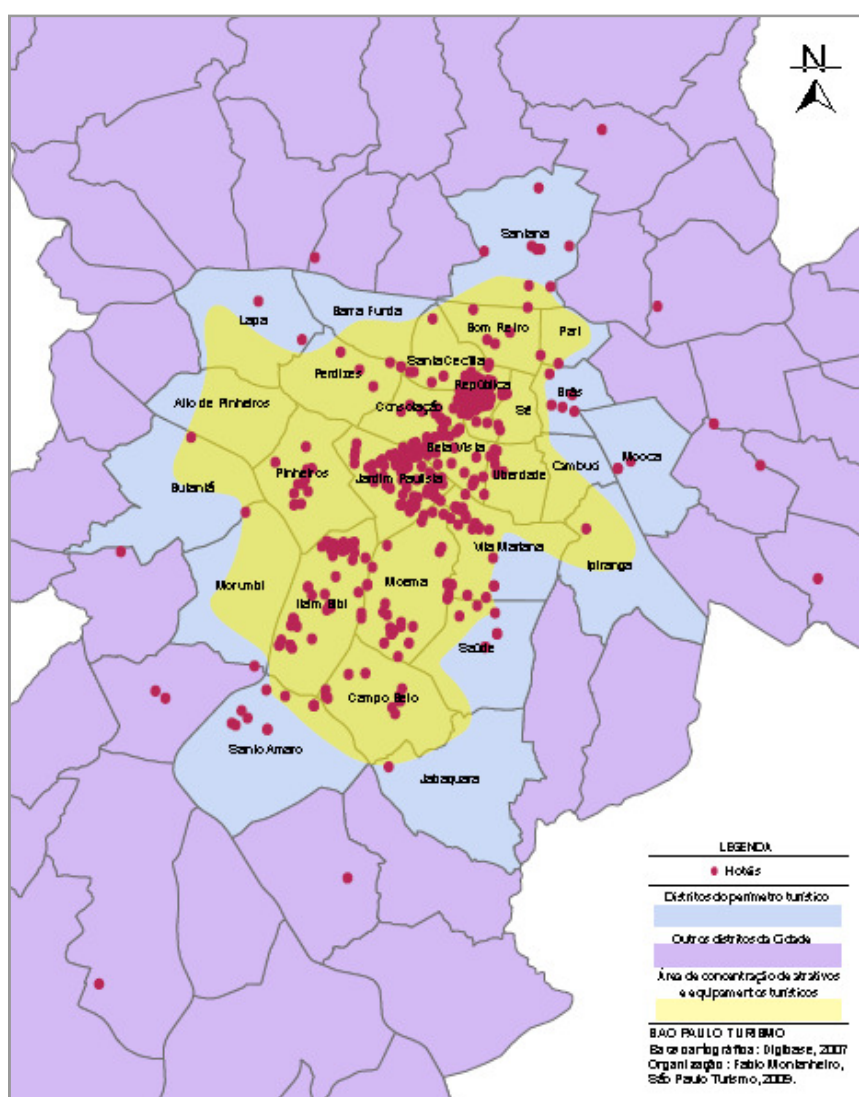 N
Santana
Barra Funda
Lapa
Bom Retiro
Pari
Santa Cecília
Perdizes
República
Brás
Alto de Pinheiros
Consolação
Sé
Bela Vista
Mooca
Pinheiros
Jardim Paulista
Liberdade
Cambuci
Butantã
Vila Mariana
Ipiranga
Morumbi
Moema
Itaim Bibi
Saúde
Campo Belo
Santo Amaro
Jabaquara
LEGENDA
Hotéis
Distritos do perímetro turístico
Outros distritos da Cidade
Área de concentração de atrativos
e equipamentos turísticos
SAO PAULO TURISMO
Base cartográfica: Digibase, 2007
Organização: Fabio Montanheiro,
São Paulo Turismo, 2009.